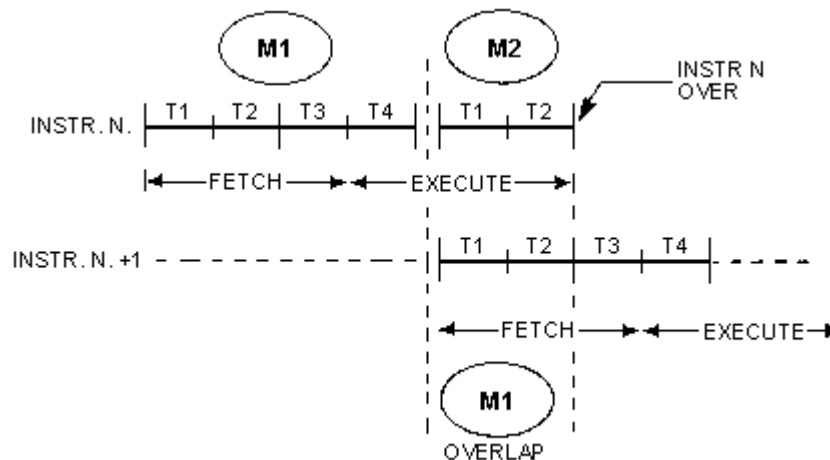 M1
M2
INSTR N
OVER
INSTR. N.
T1 T2 T3 T4
T1 T2
FETCH
EXECUTE
INSTR. N. +1
T1 T2 T3 T4
FETCH
EXECUTE
M1
OVERLAP